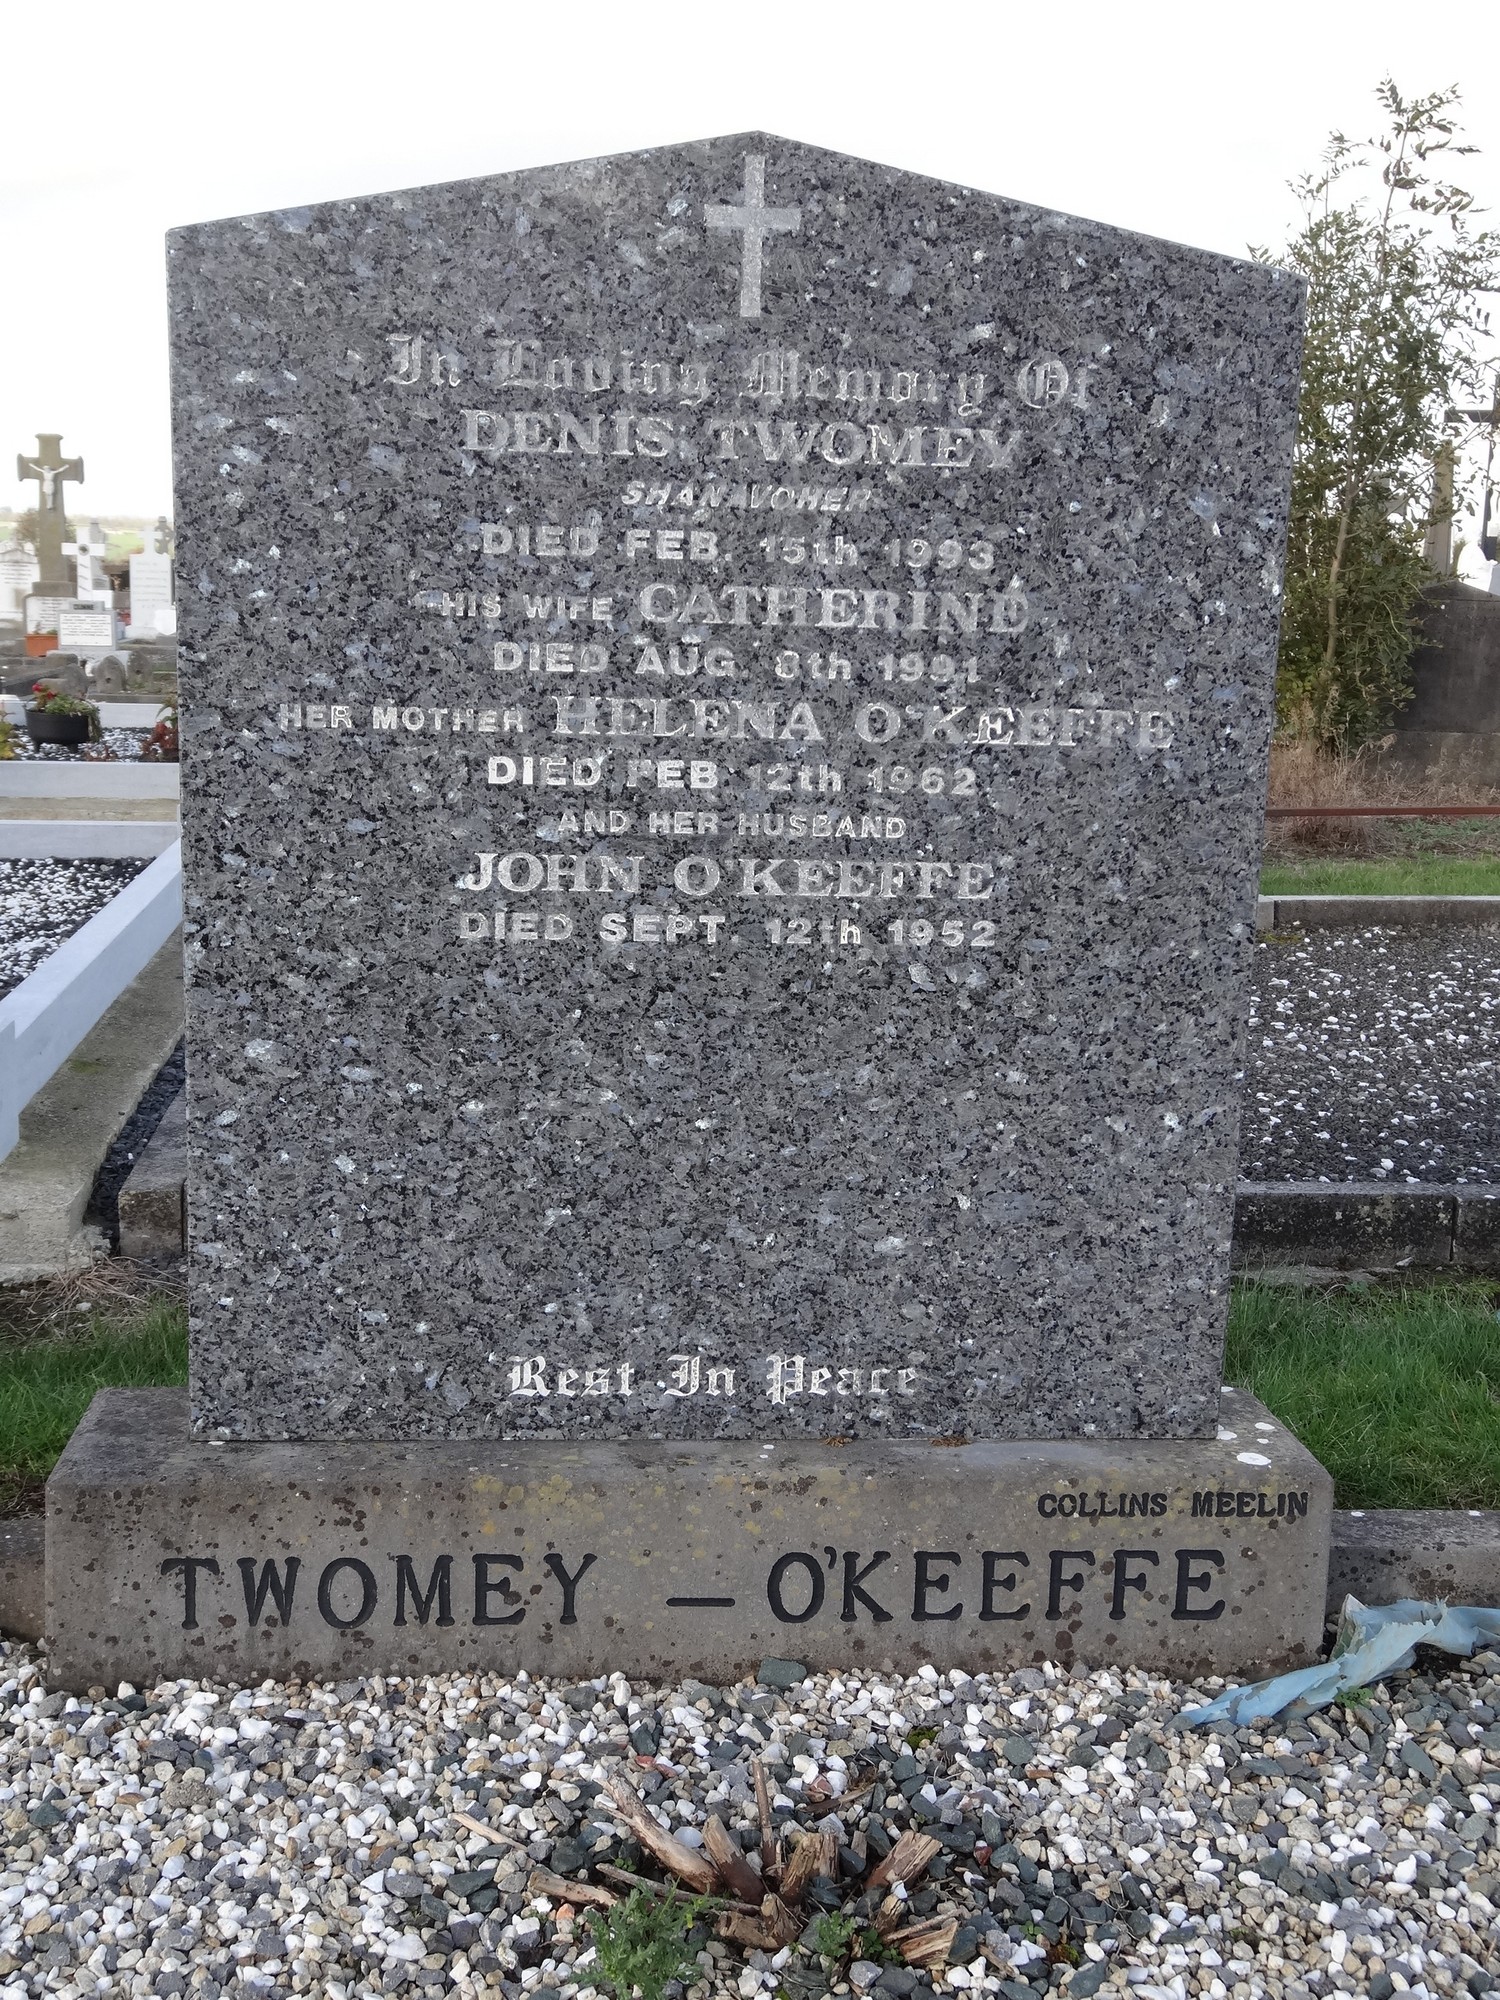 In Loving Memory Of
DENIS TWOMEY
SHANAVOHER
DIED FEB. 15th 1993
HIS WIFE CATHERINE
DIED AUG. 8th 1991
HER MOTHER HELENA O'KEEFFE
DIED FEB 12th 1962
AND HER HUSBAND
JOHN O'KEEFFE
DIED SEPT. 12th 1952
Rest In Peace
COLLINS MEELIN
TWOMEY — O'KEEFFE